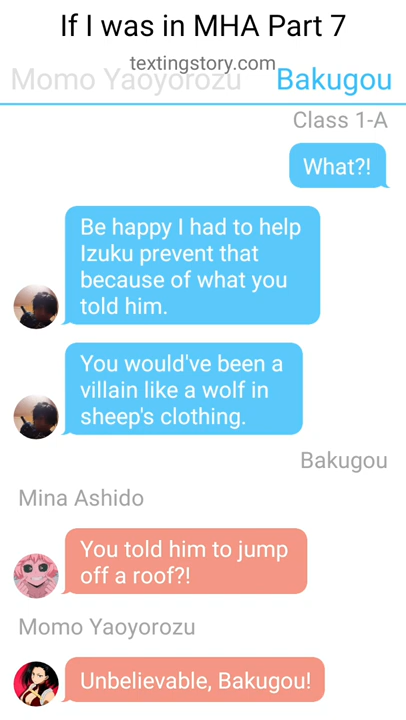 If I was in MHA Part 7
textingstory.com
Momo Yaoyorozu Bakugou
Class 1-A
What?!
Be happy I had to help
Izuku prevent that
because of what you
told him.
You would've been a
villain like a wolf in
sheep's clothing.
Bakugou
Mina Ashido
You told him to jump
off a roof?!
Momo Yaoyorozu
Unbelievable, Bakugou!